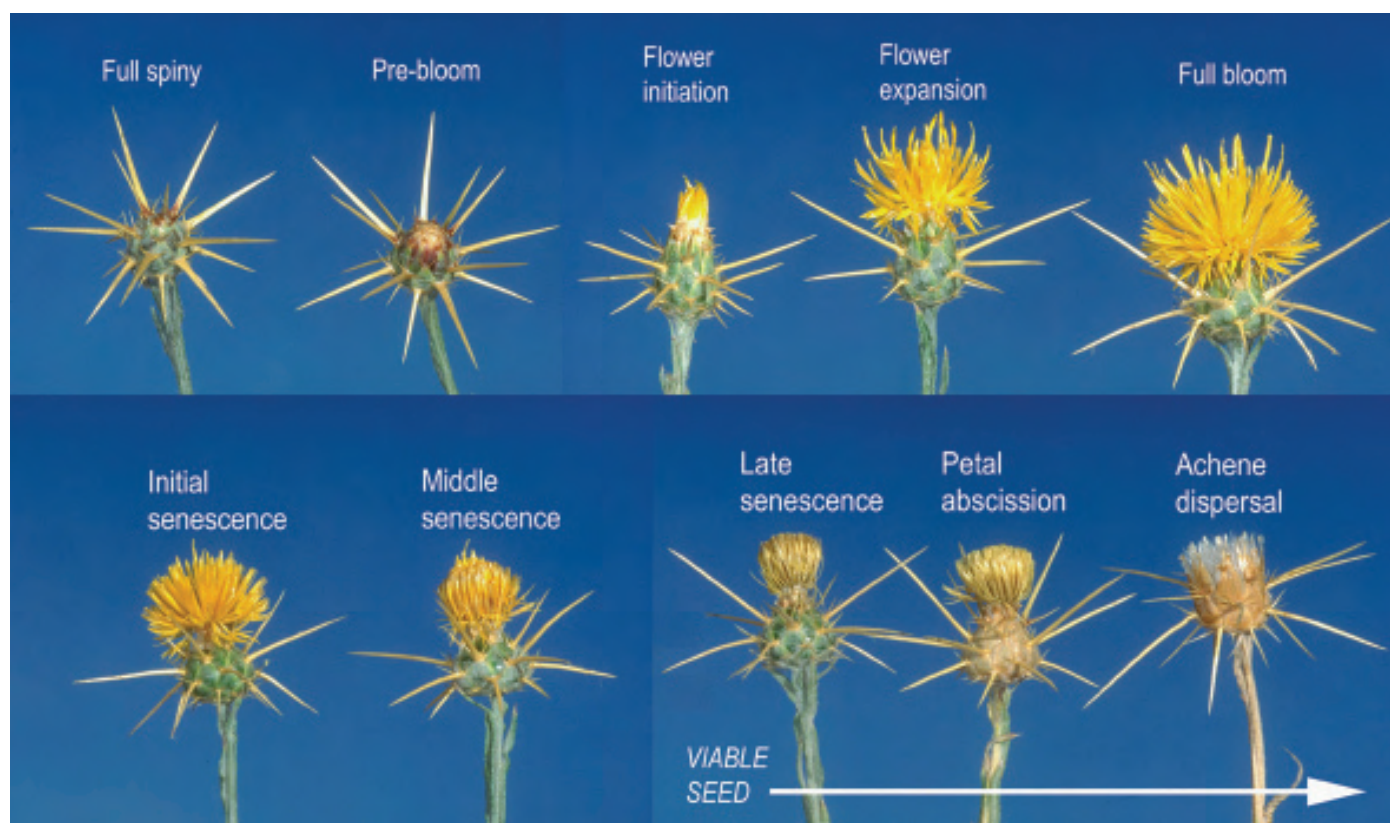 Full spiny
Pre-bloom
Flower
initiation
Flower
expansion
Full bloom
Initial
senescence
Middle
senescence
Late
senescence
Petal
abscission
Achene
dispersal
VIABLE
SEED